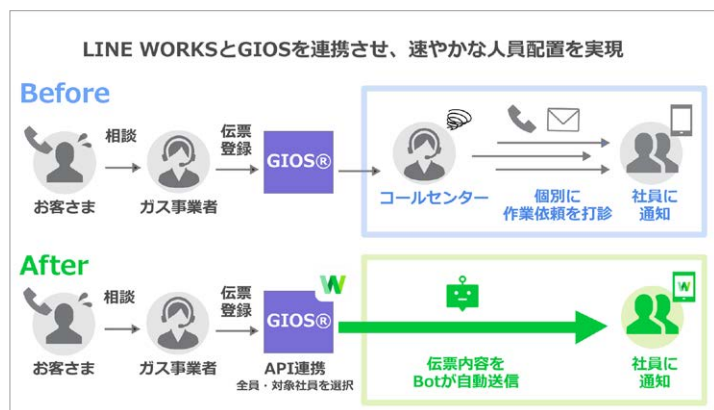 LINE WORKSとGIOSを連携させ、速やかな人員配置を実現
Before
相談
伝票
登録
GIOS®
お客さま
ガス事業者
コールセンター
個別に
作業依頼を打診
社員に
通知
After
W
相談
伝票
登録
GIOS®
W
お客さま
ガス事業者
API連携
全員・対象社員を選択
伝票内容を
Botが自動送信
社員に
通知